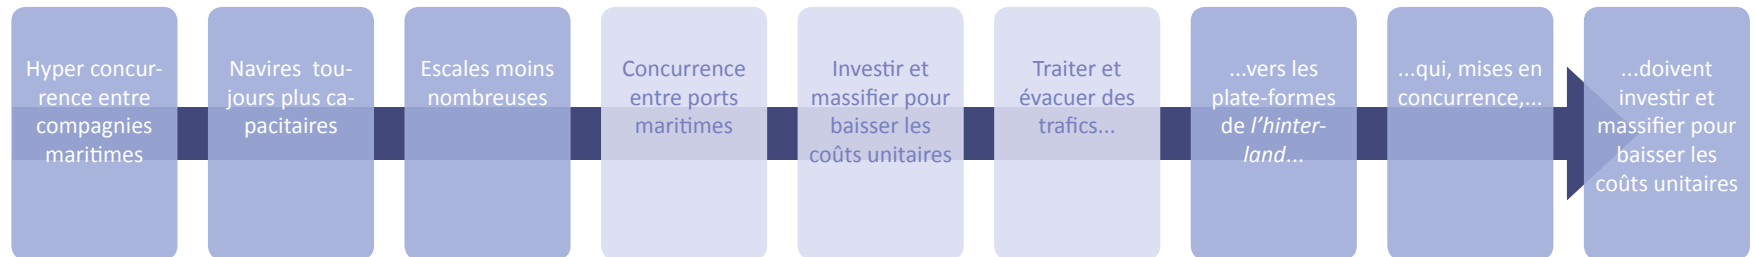 Hyper concur-
rence entre
compagnies
maritimes
Navires tou-
jours plus ca-
pacitaires
Escales moins
nombreuses
Concurrence
entre ports
maritimes
Investir et
massifier pour
baisser les
coûts unitaires
Traiter et
évacuer des
trafics...
...vers les
plate-formes
de l'hinter-
land...
...qui, mises en
concurrence,...
...doivent
investir et
massifier pour
baisser les
coûts unitaires